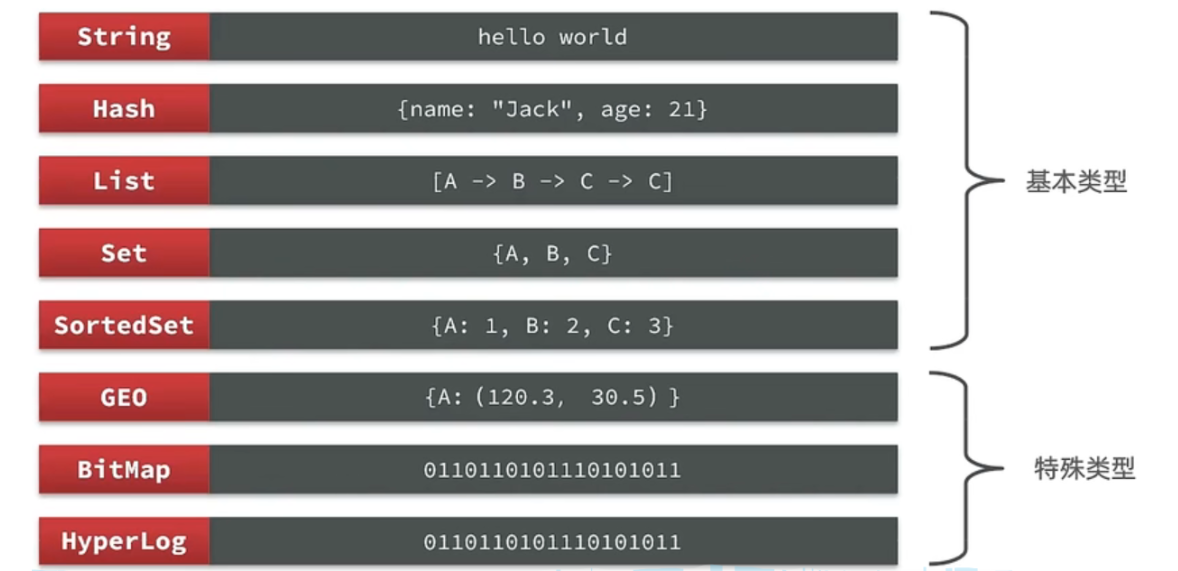 String hello world
Hash {name: "Jack", age: 21}
List [A -> B -> C -> C]
基本类型
Set {A, B, C}
SortedSet {A: 1, B: 2, C: 3}
GEO {A: (120.3, 30.5) }
BitMap 0110110101110101011
特殊类型
HyperLog 0110110101110101011